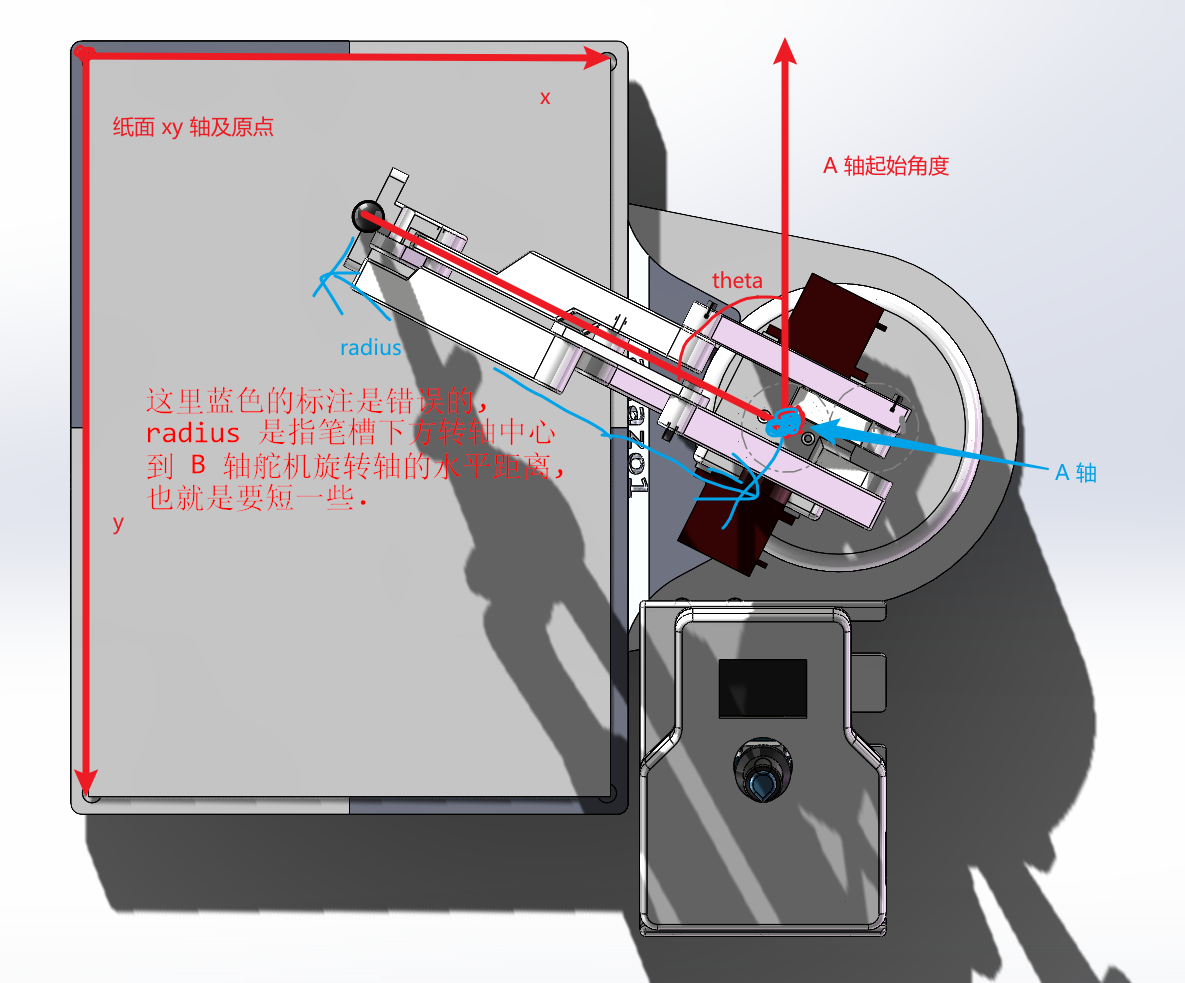 x
纸面 xy 轴及原点
A 轴起始角度
theta
radius
这里蓝色的标注是错误的,
radius 是指笔槽下方转轴中心
到 B 轴舵机旋转轴的水平距离,
也就是要短一些.
A 轴
y